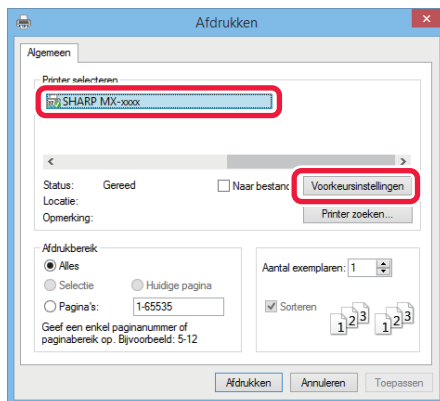 Afdrukken
Algemeen
Printer selecteren
SHARP MX-xxxx
Status: Gereed
Naar bestand
Voorkeursinstellingen
Locatie:
Opmerking:
Printer zoeken...
Afdrukbereik
Alles
Selectie
Huidige pagina
Pagina's: 1-65535
Geef een enkel paginanummer of
paginabereik op. Bijvoorbeeld: 5-12
Aantal exemplaren: 1
Sorteren
1 2 3 1 2 3
Afdrukken
Annuleren
Toepassen